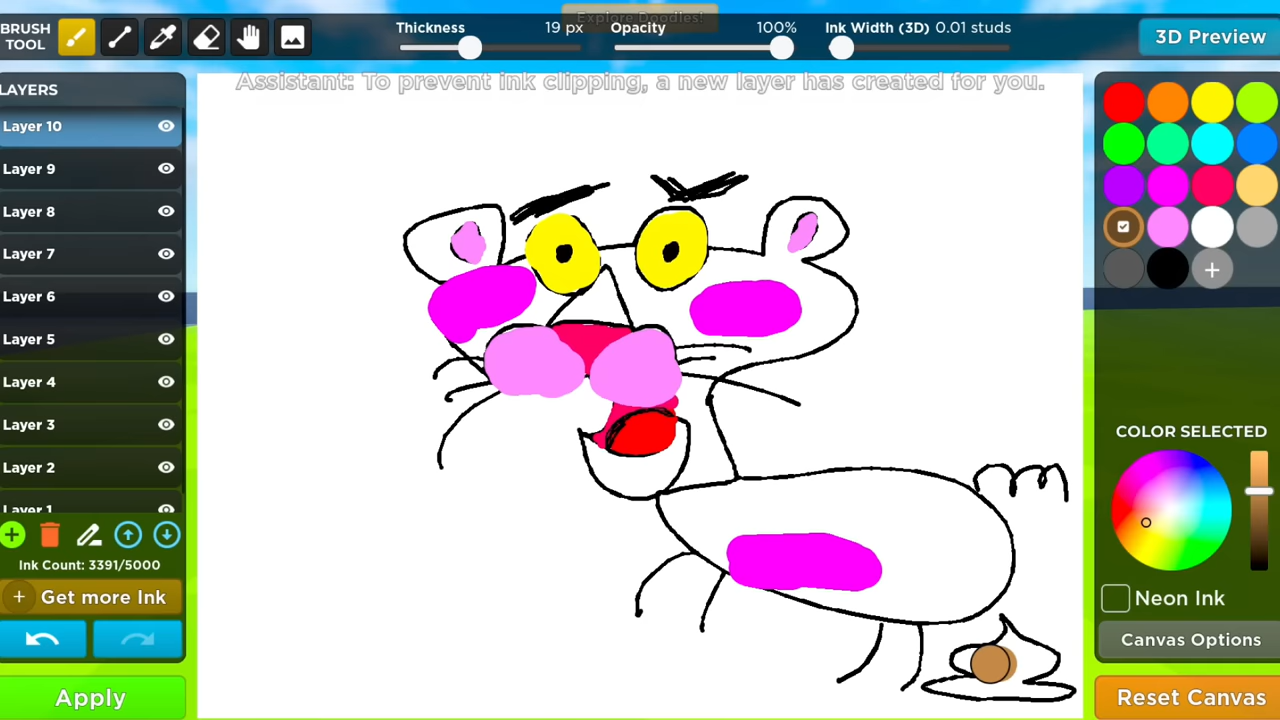 Explore Doodles!
BRUSH
TOOL
Thickness 19 px
Opacity 100%
Ink Width (3D) 0.01 studs
3D Preview
Assistant: To prevent ink clipping, a new layer has created for you.
LAYERS
Layer 10
Layer 9
Layer 8
Layer 7
Layer 6
Layer 5
Layer 4
Layer 3
Layer 2
Layer 1
Ink Count: 3391/5000
+ Get more Ink
Apply
COLOR SELECTED
Neon Ink
Canvas Options
Reset Canvas